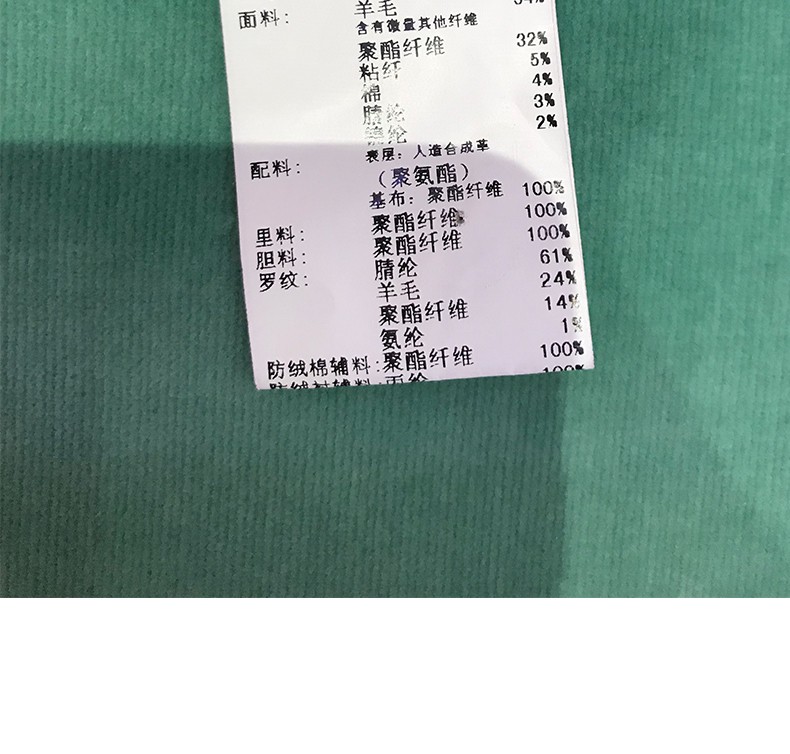 面料: 羊毛
含有微量其他纤维
聚酯纤维 32%
粘纤 5%
棉 4%
腈纶 3%
2%
配料: 表层: 人造合成革
(聚氨酯)
基布: 聚酯纤维 100%
里料: 聚酯纤维 100%
胆料: 聚酯纤维 100%
罗纹: 腈纶 61%
羊毛 24%
聚酯纤维 14%
氨纶 1%
防绒棉辅料: 聚酯纤维 100%